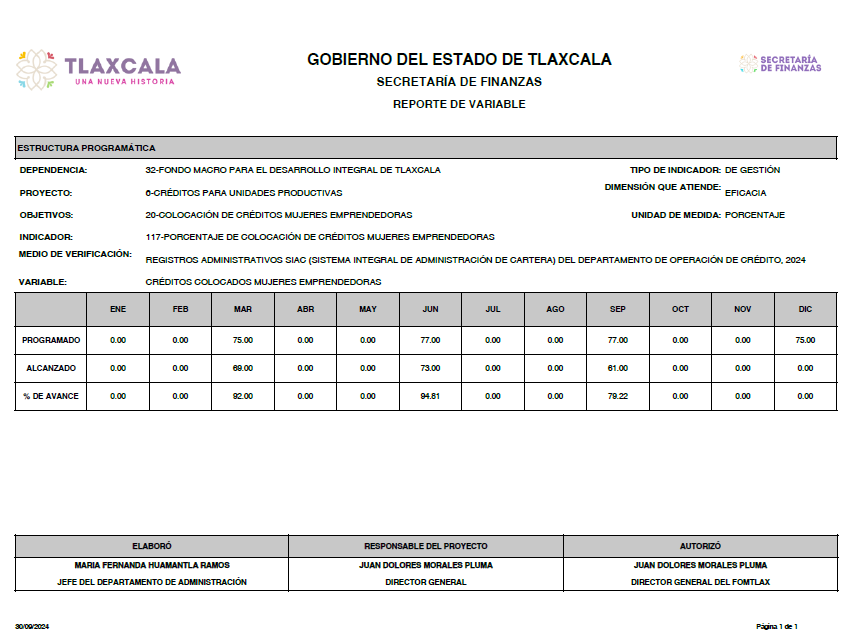 TLAXCALA
UNA NUEVA HISTORIA
GOBIERNO DEL ESTADO DE TLAXCALA
SECRETARÍA DE FINANZAS
REPORTE DE VARIABLE
SECRETARÍA
DE FINANZAS
ESTRUCTURA PROGRAMÁTICA
DEPENDENCIA: 32-FONDO MACRO PARA EL DESARROLLO INTEGRAL DE TLAXCALA TIPO DE INDICADOR: DE GESTIÓN
PROYECTO: 6-CRÉDITOS PARA UNIDADES PRODUCTIVAS DIMENSIÓN QUE ATIENDE: EFICACIA
OBJETIVOS: 20-COLOCACIÓN DE CRÉDITOS MUJERES EMPRENDEDORAS UNIDAD DE MEDIDA: PORCENTAJE
INDICADOR: 117-PORCENTAJE DE COLOCACIÓN DE CRÉDITOS MUJERES EMPRENDEDORAS
MEDIO DE VERIFICACIÓN: REGISTROS ADMINISTRATIVOS SIAC (SISTEMA INTEGRAL DE ADMINISTRACIÓN DE CARTERA) DEL DEPARTAMENTO DE OPERACIÓN DE CRÉDITO, 2024
VARIABLE: CRÉDITOS COLOCADOS MUJERES EMPRENDEDORAS
ENE FEB MAR ABR MAY JUN JUL AGO SEP OCT NOV DIC
PROGRAMADO 0.00 0.00 75.00 0.00 0.00 77.00 0.00 0.00 77.00 0.00 0.00 75.00
ALCANZADO 0.00 0.00 69.00 0.00 0.00 73.00 0.00 0.00 61.00 0.00 0.00 0.00
% DE AVANCE 0.00 0.00 92.00 0.00 0.00 94.81 0.00 0.00 79.22 0.00 0.00 0.00
ELABORÓ RESPONSABLE DEL PROYECTO AUTORIZÓ
MARIA FERNANDA HUAMANTLA RAMOS JUAN DOLORES MORALES PLUMA JUAN DOLORES MORALES PLUMA
JEFE DEL DEPARTAMENTO DE ADMINISTRACIÓN DIRECTOR GENERAL DIRECTOR GENERAL DEL FOMTLAX
30/09/2024 Página 1 de 1